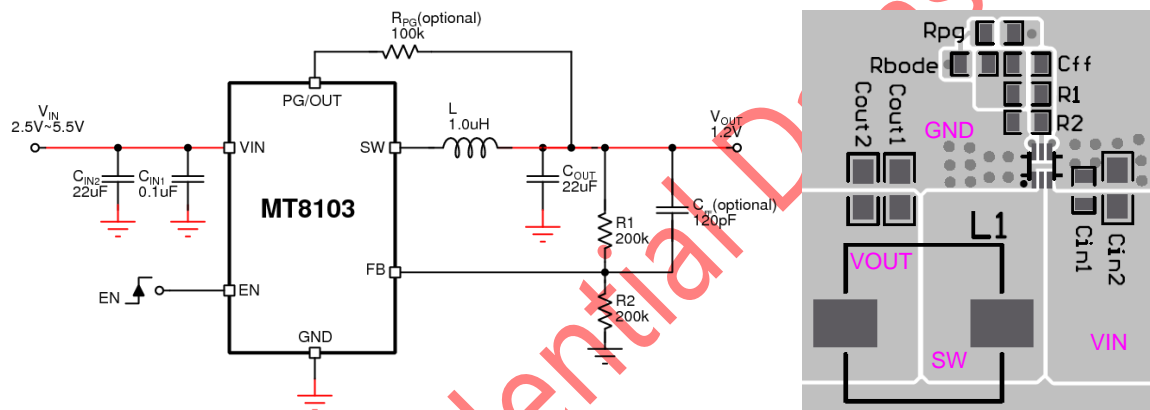 RPG(optional)
100k
PG/OUT
VIN
2.5V~5.5V
VIN
CIN2
22uF
CIN1
0.1uF
MT8103
SW
L
1.0uH
COUT
22uF
VOUT
1.2V
R1
200k
Cff(optional)
120pF
FB
EN
EN
R2
200k
GND
Rpg
Rbode
Cff
R1
R2
Cout2
Cout1
GND
L1
Cin1
Cin2
VOUT
SW
VIN